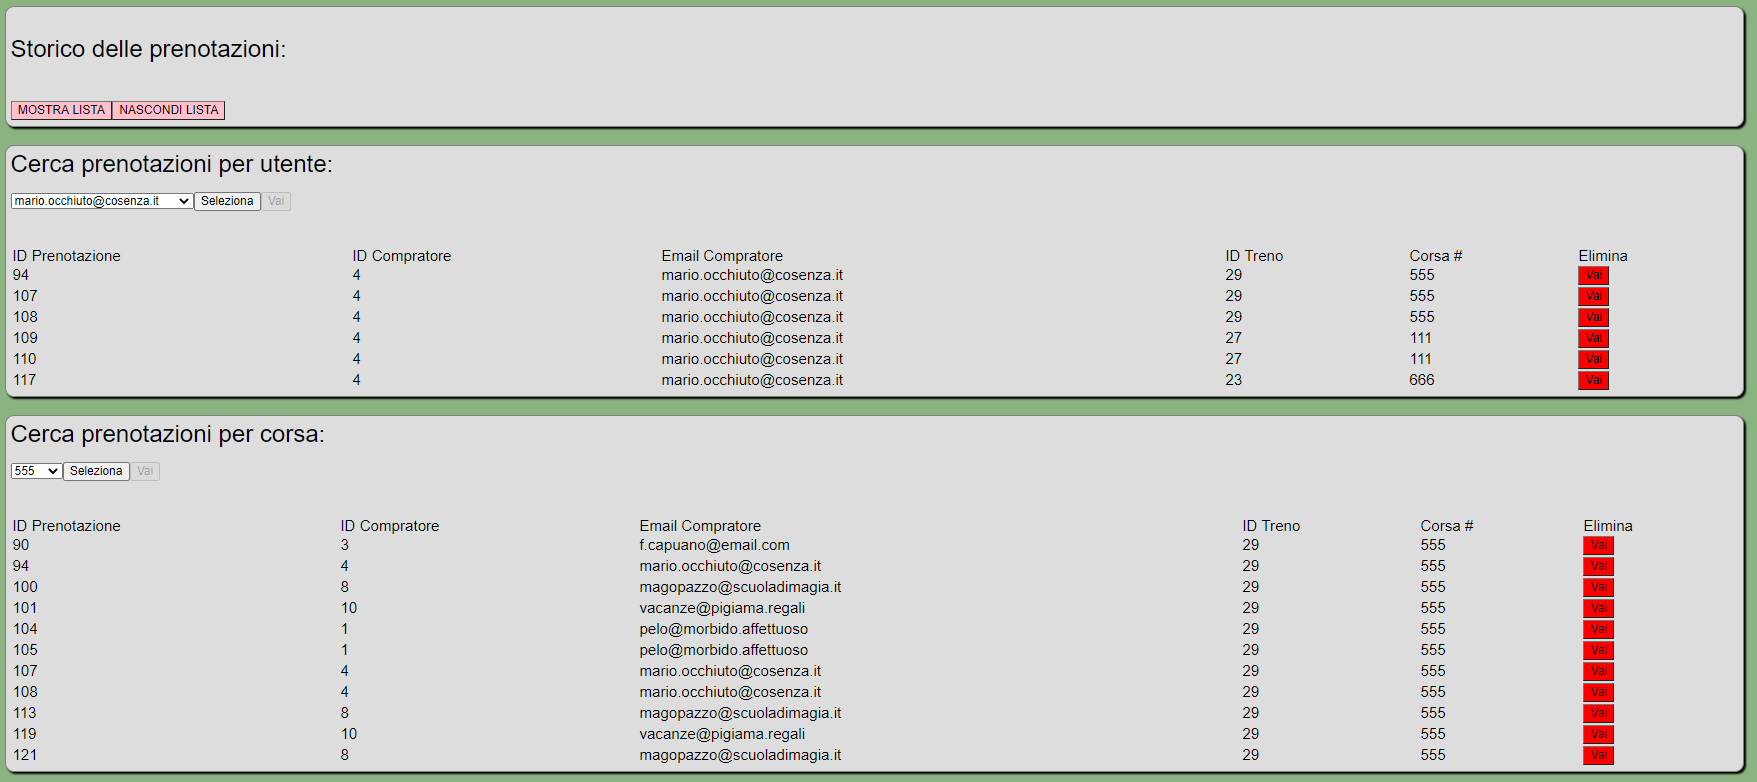 Storico delle prenotazioni:
MOSTRA LISTA NASCONDI LISTA
Cerca prenotazioni per utente:
mario.occhiuto@cosenza.it Seleziona Vai
ID Prenotazione ID Compratore Email Compratore ID Treno Corsa # Elimina
94 4 mario.occhiuto@cosenza.it 29 555 Vai
107 4 mario.occhiuto@cosenza.it 29 555 Vai
108 4 mario.occhiuto@cosenza.it 29 555 Vai
109 4 mario.occhiuto@cosenza.it 27 111 Vai
110 4 mario.occhiuto@cosenza.it 27 111 Vai
117 4 mario.occhiuto@cosenza.it 23 666 Vai
Cerca prenotazioni per corsa:
555 Seleziona Vai
ID Prenotazione ID Compratore Email Compratore ID Treno Corsa # Elimina
90 3 f.capuano@email.com 29 555 Vai
94 4 mario.occhiuto@cosenza.it 29 555 Vai
100 8 magopazzo@scuoladimagia.it 29 555 Vai
101 10 vacanze@pigiama.regali 29 555 Vai
104 1 pelo@morbido.affettuoso 29 555 Vai
105 1 pelo@morbido.affettuoso 29 555 Vai
107 4 mario.occhiuto@cosenza.it 29 555 Vai
108 4 mario.occhiuto@cosenza.it 29 555 Vai
113 8 magopazzo@scuoladimagia.it 29 555 Vai
119 10 vacanze@pigiama.regali 29 555 Vai
121 8 magopazzo@scuoladimagia.it 29 555 Vai